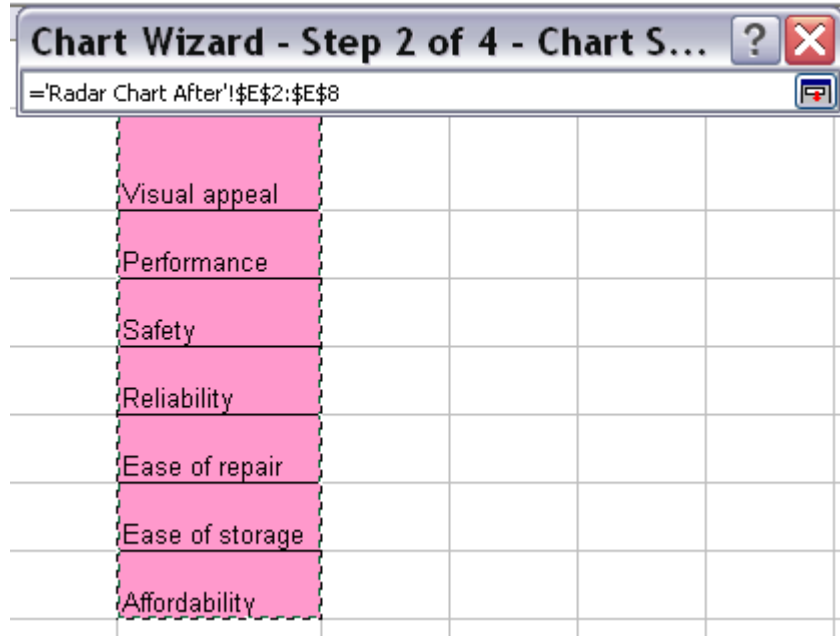 Chart Wizard - Step 2 of 4 - Chart S... ?
='Radar Chart After'!$E$2:$E$8
Visual appeal
Performance
Safety
Reliability
Ease of repair
Ease of storage
Affordability